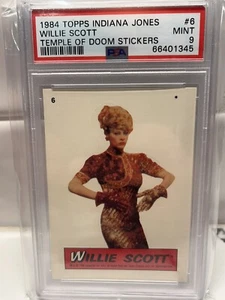 1984 TOPPS INDIANA JONES #6
WILLIE SCOTT MINT
TEMPLE OF DOOM STICKERS 9
PSA 66401345
6
WILLIE SCOTT